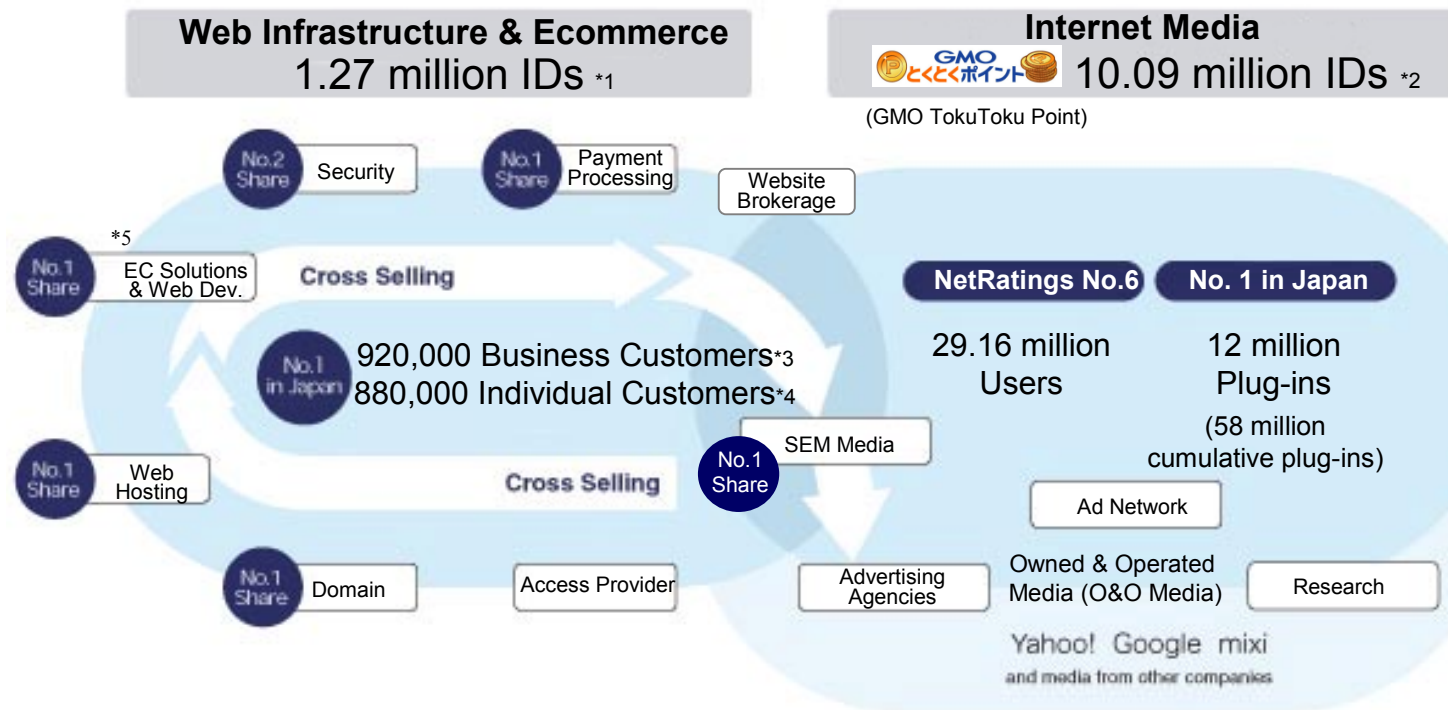 Web Infrastructure & Ecommerce
1.27 million IDs *1
Internet Media
GMO
とくとくポイント
10.09 million IDs *2
(GMO TokuToku Point)
No.2
Share
Security
No.1
Share
Payment
Processing
Website
Brokerage
*5
No.1
Share
EC Solutions
& Web Dev.
Cross Selling
NetRatings No.6
No. 1 in Japan
No.1
in Japan
920,000 Business Customers*3
880,000 Individual Customers*4
29.16 million
Users
12 million
Plug-ins
(58 million
cumulative plug-ins)
No.1
Share
SEM Media
No.1
Share
Web
Hosting
Cross Selling
Ad Network
No.1
Share
Domain
Access Provider
Advertising
Agencies
Owned & Operated
Media (O&O Media)
Research
Yahoo! Google mixi
and media from other companies